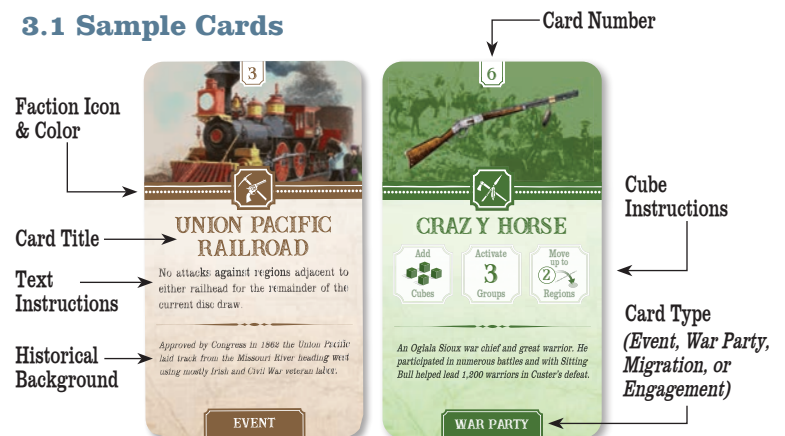 3.1 Sample Cards
Card Number
3
6
Faction Icon
& Color
Cube
Instructions
Card Title
UNION PACIFIC
RAILROAD
CRAZY HORSE
Text
Instructions
No attacks against regions adjacent to
either railhead for the remainder of the
current disc draw.
Add
Cubes
Activate
3
Groups
Move
up to
2
Regions
Card Type
(Event, War Party,
Migration, or
Engagement)
Historical
Background
Approved by Congress in 1862 the Union Pacific
laid track from the Missouri River heading west
using mostly Irish and Civil War veteran labor.
An Oglala Sioux war chief and great warrior. He
participated in numerous battles and with Sitting
Bull helped lead 1,200 warriors in Custer's defeat.
EVENT
WAR PARTY